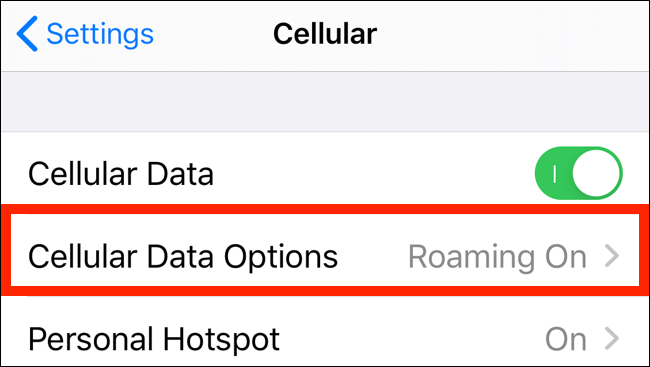 Settings Cellular
Cellular Data
Cellular Data Options Roaming On
Personal Hotspot On